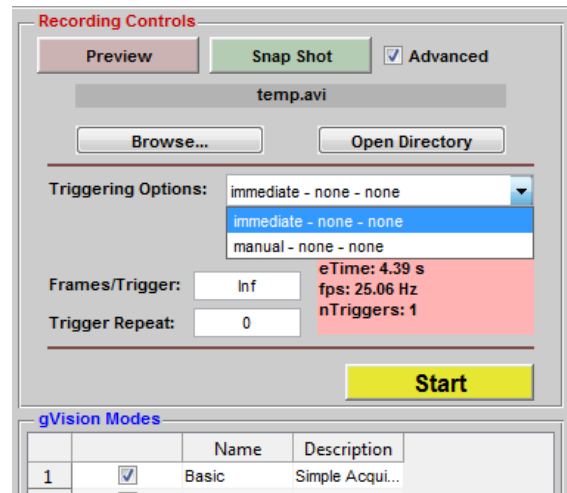 Recording Controls
Preview Snap Shot Advanced
temp.avi
Browse... Open Directory
Triggering Options: immediate - none - none
immediate - none - none
manual - none - none
eTime: 4.39 s
Frames/Trigger: Inf fps: 25.06 Hz
nTriggers: 1
Trigger Repeat: 0
Start
gVision Modes
Name Description
1 Basic Simple Acqui...